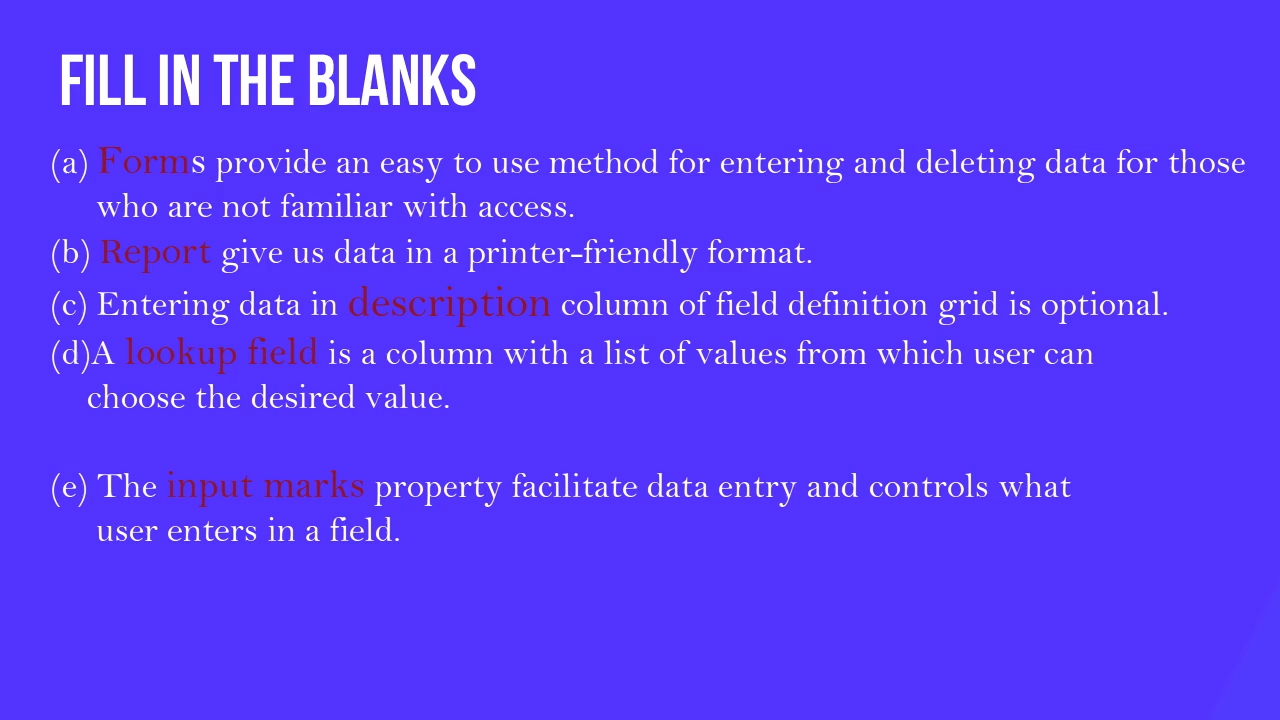 FILL IN THE BLANKS
(a) Forms provide an easy to use method for entering and deleting data for those
who are not familiar with access.
(b) Report give us data in a printer-friendly format.
(c) Entering data in description column of field definition grid is optional.
(d)A lookup field is a column with a list of values from which user can
choose the desired value.
(e) The input marks property facilitate data entry and controls what
user enters in a field.